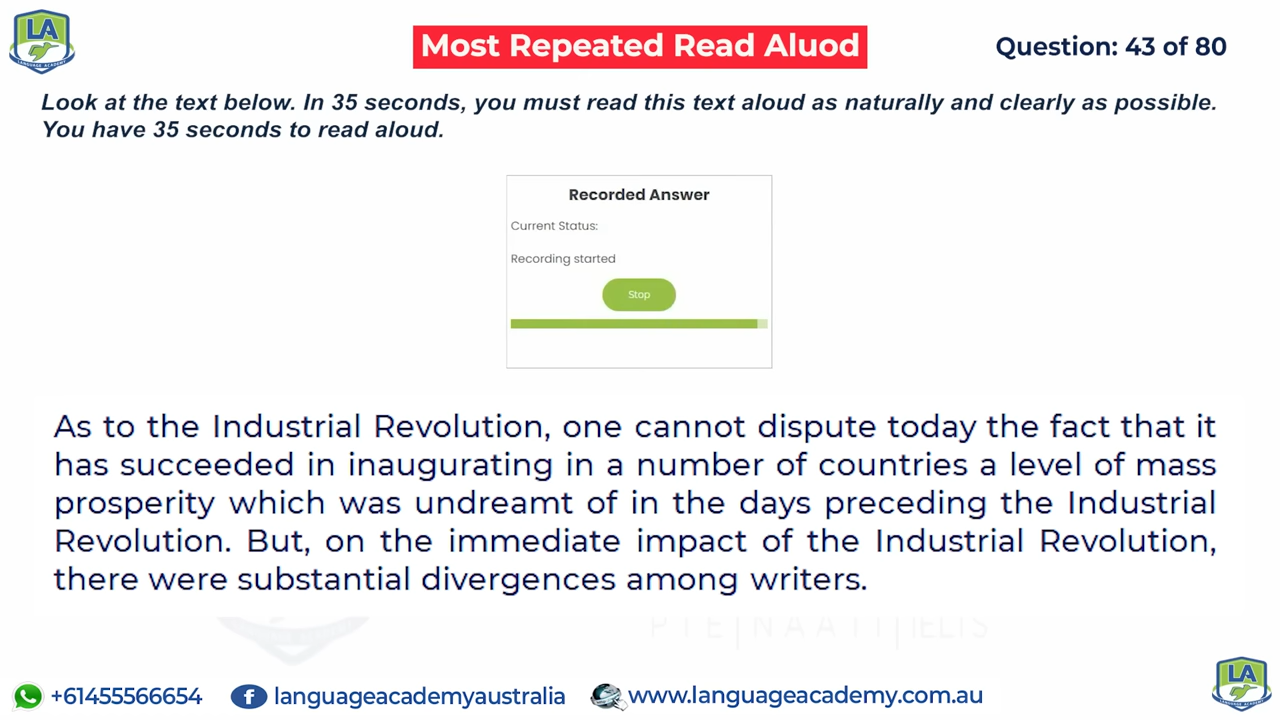 LA
LANGUAGE ACADEMY
Most Repeated Read Aluod
Question: 43 of 80
Look at the text below. In 35 seconds, you must read this text aloud as naturally and clearly as possible.
You have 35 seconds to read aloud.
Recorded Answer
Current Status:
Recording started
Stop
As to the Industrial Revolution, one cannot dispute today the fact that it
has succeeded in inaugurating in a number of countries a level of mass
prosperity which was undreamt of in the days preceding the Industrial
Revolution. But, on the immediate impact of the Industrial Revolution,
there were substantial divergences among writers.
PTE|NAATI|IELTS
+61455566654
languageacademyaustralia
www.languageacademy.com.au
LA